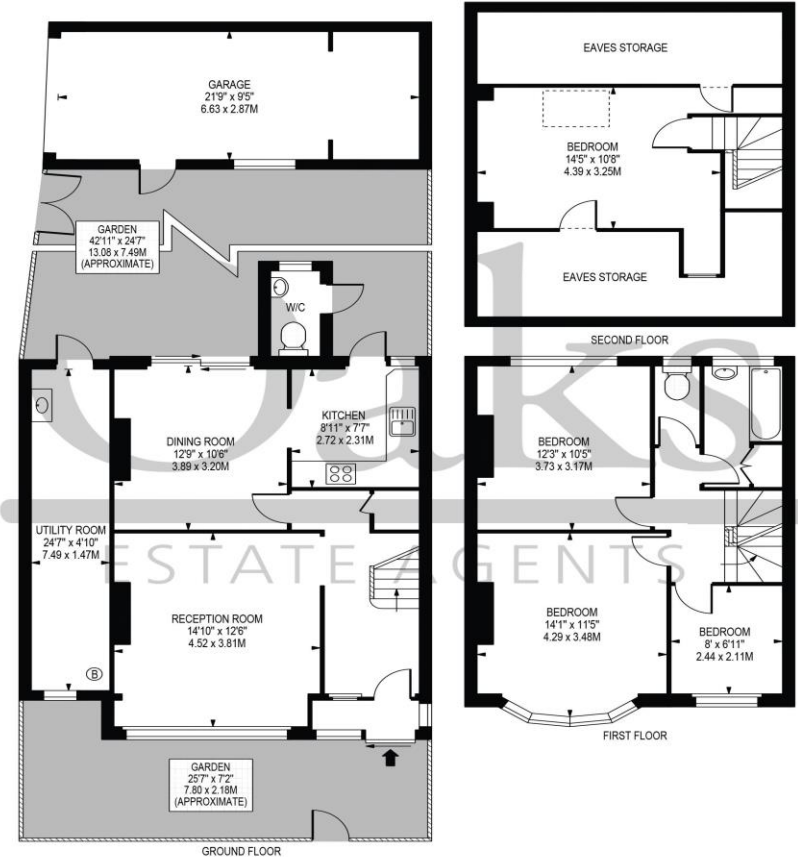 GARAGE
21'9" x 9'5"
6.63 x 2.87M
GARDEN
42'11" x 24'7"
13.08 x 7.49M
(APPROXIMATE)
W/C
KITCHEN
8'11" x 7'7"
2.72 x 2.31M
DINING ROOM
12'9" x 10'6"
3.89 x 3.20M
UTILITY ROOM
24'7" x 4'10"
7.49 x 1.47M
B
RECEPTION ROOM
14'10" x 12'6"
4.52 x 3.81M
GARDEN
25'7" x 7'2"
7.80 x 2.18M
(APPROXIMATE)
GROUND FLOOR
EAVES STORAGE
BEDROOM
14'5" x 10'8"
4.39 x 3.25M
EAVES STORAGE
SECOND FLOOR
BEDROOM
12'3" x 10'5"
3.73 x 3.17M
BEDROOM
14'1" x 11'5"
4.29 x 3.48M
BEDROOM
8' x 6'11"
2.44 x 2.11M
FIRST FLOOR
Oaks
ESTATE AGENTS